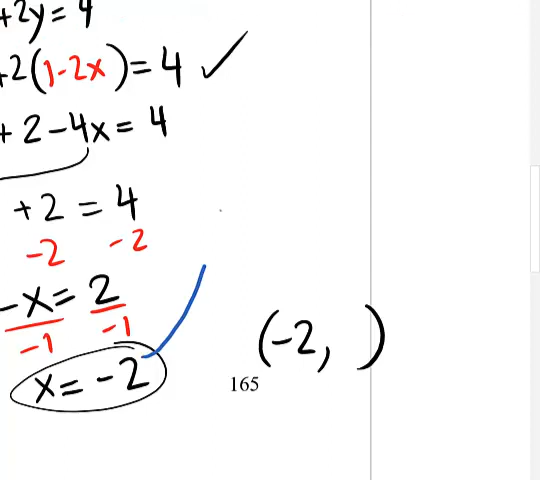 +2y = 4
+2(1-2x) = 4 ✓
+ 2 - 4x = 4
+2 = 4
-2 -2
-x = 2
-1 -1
x = -2
(-2, )
165